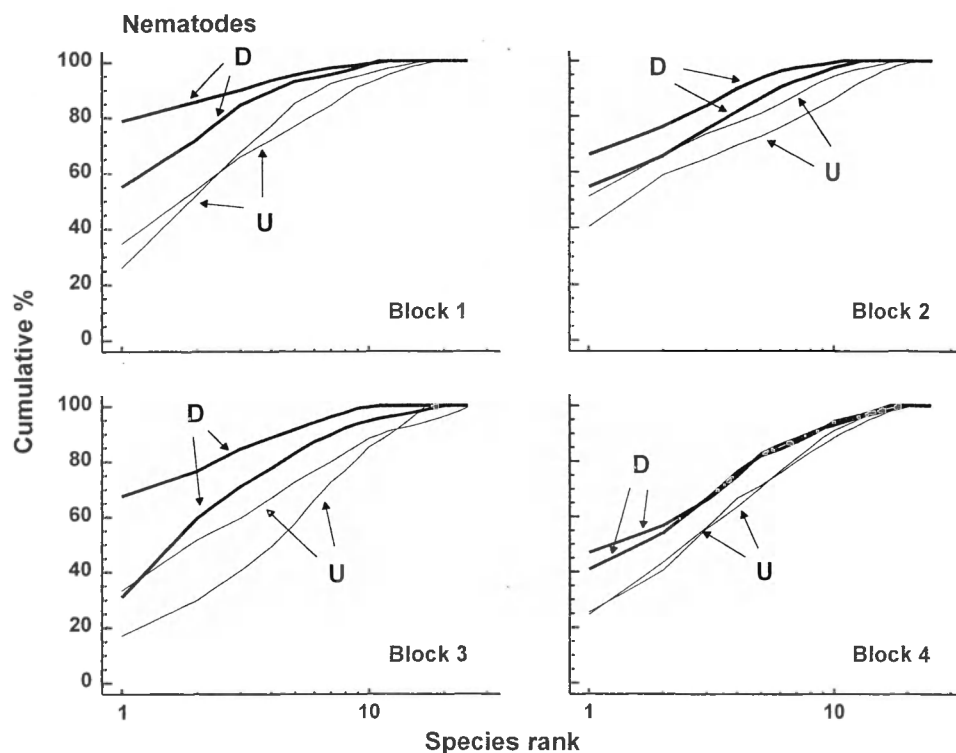 Nematodes
100
80
60
40
20
0
D
U
Block 1
D
U
Block 2
Cumulative %
100
80
60
40
20
0
D
U
Block 3
1
10
D
U
Block 4
1
10
Species rank